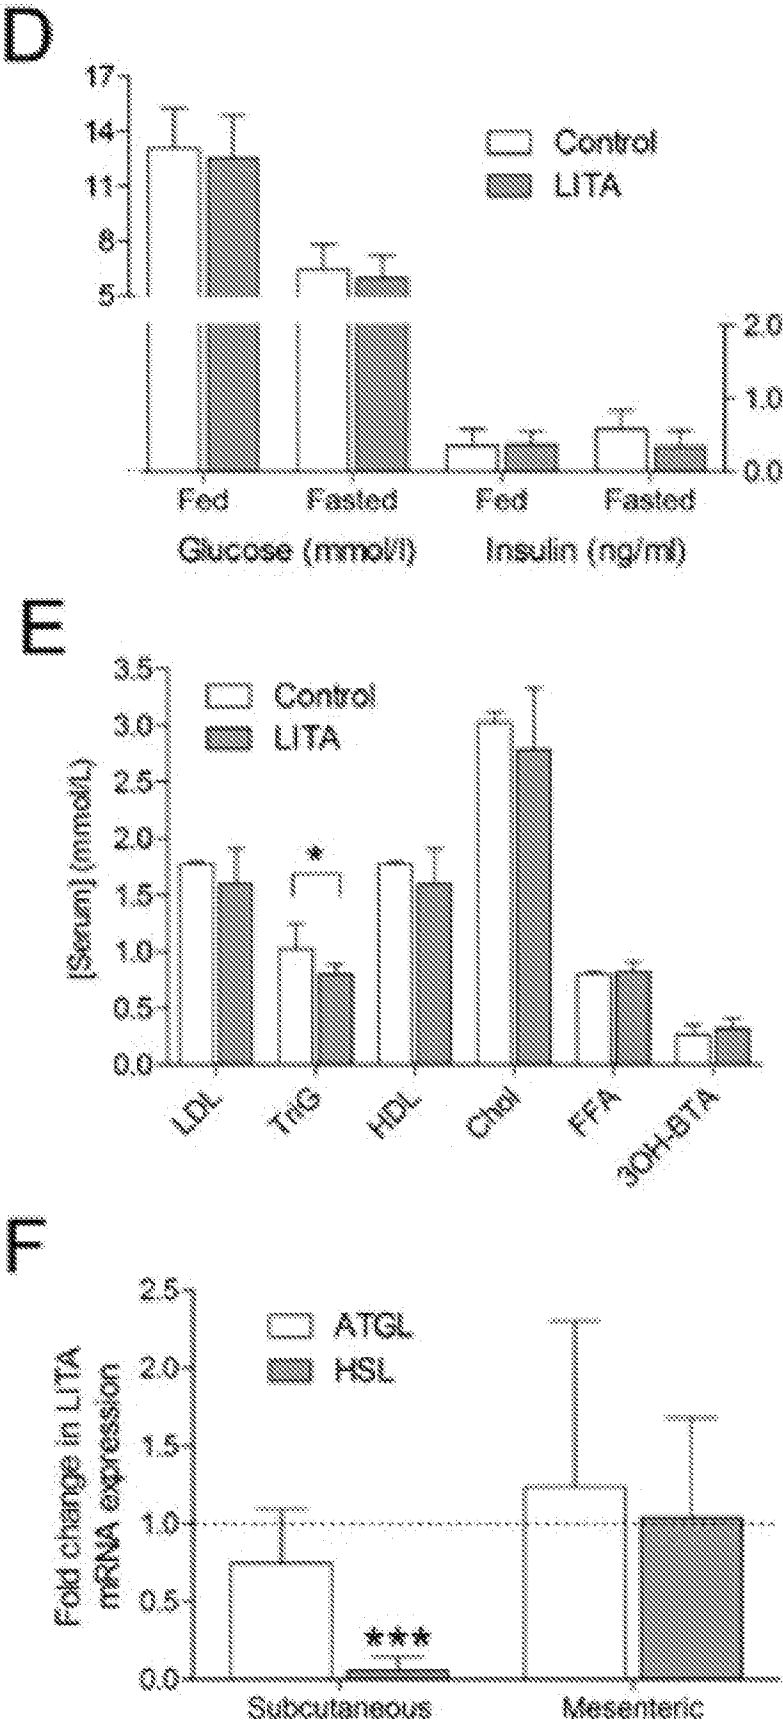 D
17
14
11
8
5
Control
LITA
2.0
1.0
0.0
Fed Fasted Fed Fasted
Glucose (mmol/l) Insulin (ng/ml)
E
3.5
3.0
2.5
2.0
1.5
1.0
0.5
0.0
[Serum] (mmol/L)
Control
LITA
*
LDL TriG HDL Chol FFA 3OH-BTA
F
2.5
2.0
1.5
1.0
0.5
0.0
Fold change in LITA
mRNA expression
ATGL
HSL
***
Subcutaneous Mesenteric